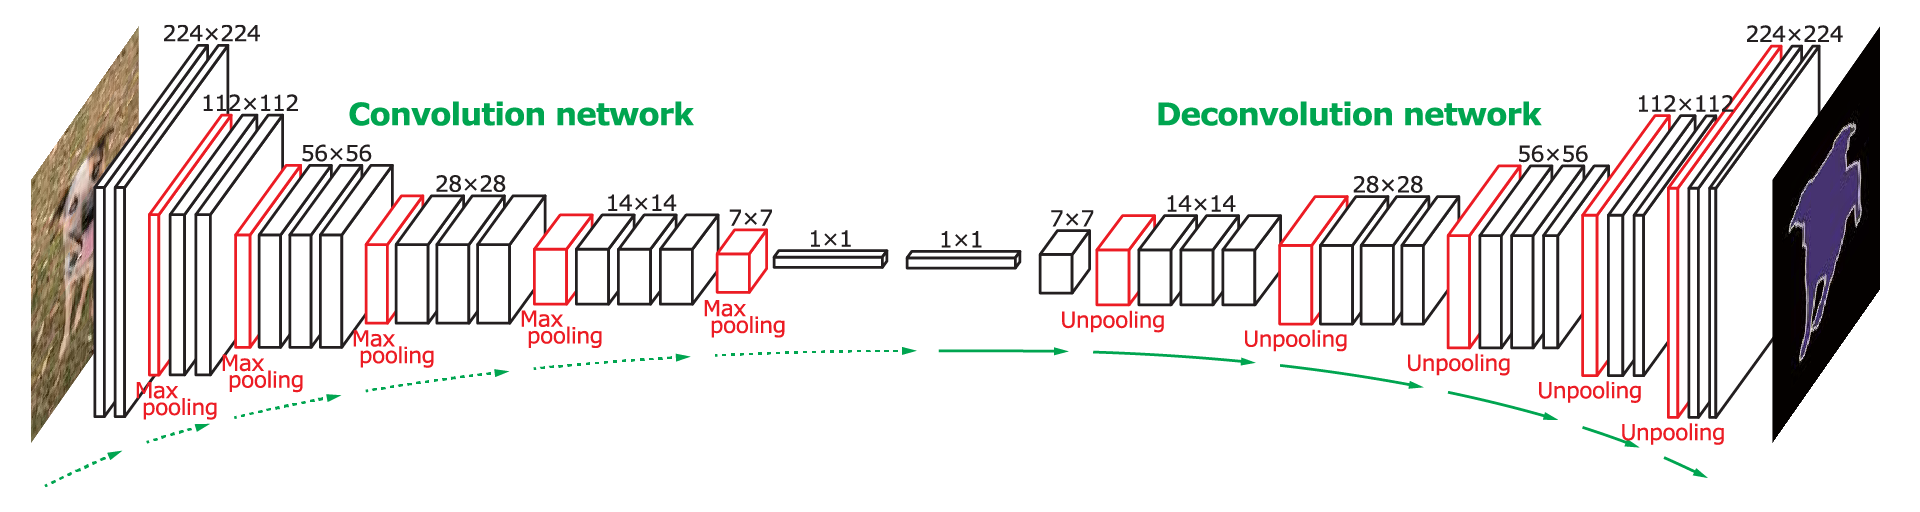 224×224
112×112
Convolution network
56×56
28×28
14×14
7×7
1×1
Max
pooling
Max
pooling
Max
pooling
Max
pooling
Max
pooling
1×1
7×7
14×14
Deconvolution network
28×28
56×56
112×112
224×224
Unpooling
Unpooling
Unpooling
Unpooling
Unpooling